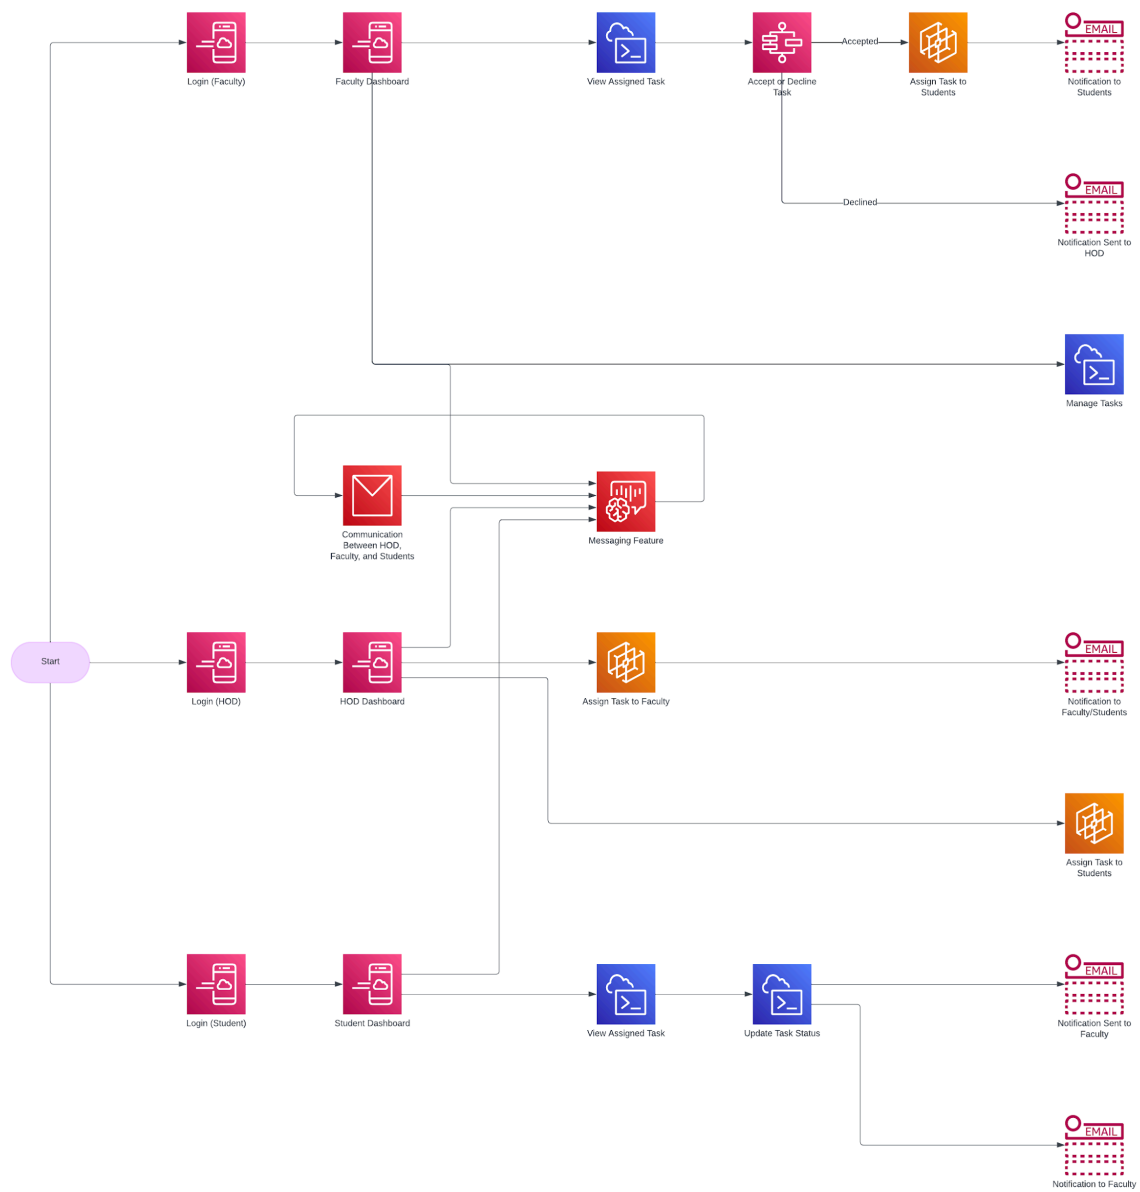 EMAIL
Accepted
Login (Faculty)
Faculty Dashboard
View Assigned Task
Accept or Decline
Task
Assign Task to
Students
Notification to
Students
EMAIL
Declined
Notification Sent to
HOD
Manage Tasks
Communication
Between HOD,
Faculty, and Students
Messaging Feature
EMAIL
Start
Login (HOD)
HOD Dashboard
Assign Task to Faculty
Notification to
Faculty/Students
Assign Task to
Students
EMAIL
Login (Student)
Student Dashboard
View Assigned Task
Update Task Status
Notification Sent to
Faculty
EMAIL
Notification to Faculty